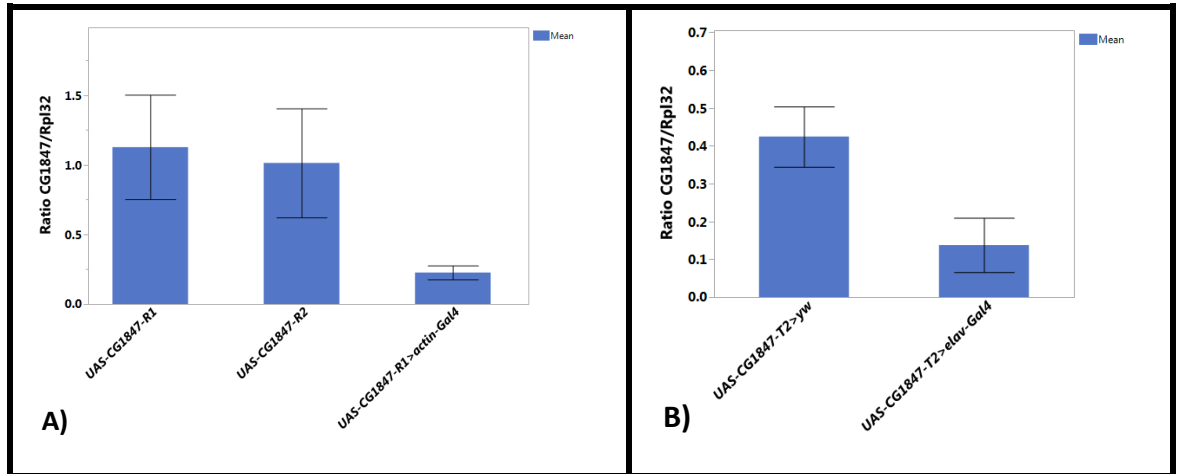 Mean
Ratio CG1847/Rpl32
1.5
1.0
0.5
0.0
UAS-CG1847-R1
UAS-CG1847-R2
UAS-CG1847-R1>actin-Gal4
A)
Mean
Ratio CG1847/Rpl32
0.7
0.6
0.5
0.4
0.3
0.2
0.1
0.0
UAS-CG1847-T2>yw
UAS-CG1847-T2>elav-Gal4
B)